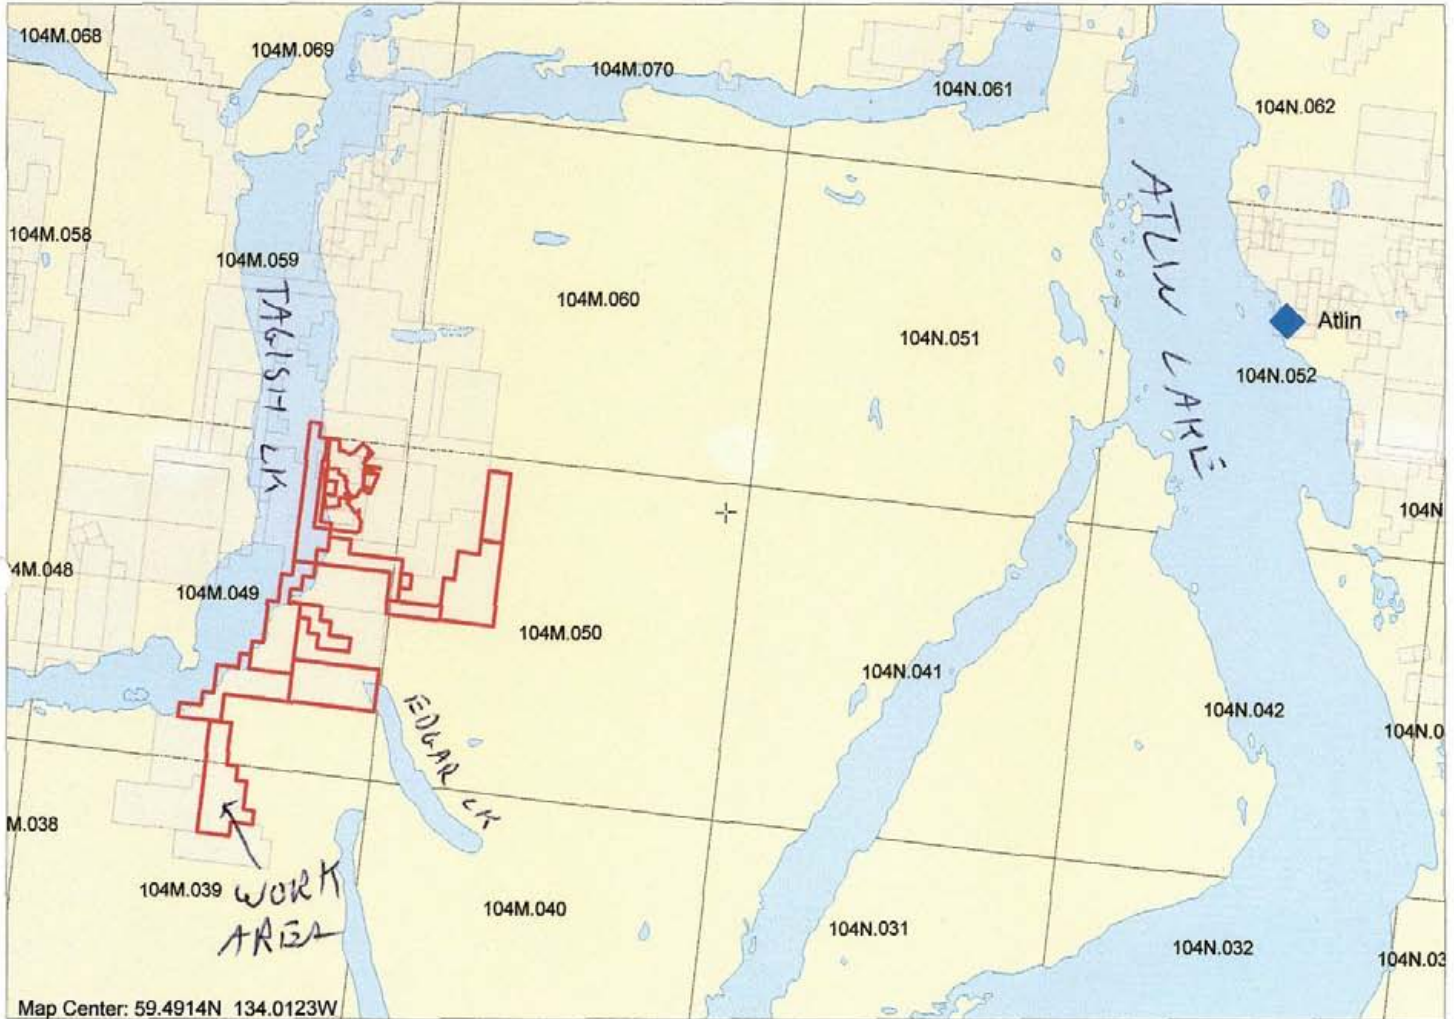 104M.068
104M.069
104M.070
104N.061
104N.062
104M.058
104M.059
104M.060
104N.051
Atlin
104N.052
ATLIN LAKE
TAGISH LK
104N
4M.048
104M.049
104M.050
104N.041
104N.042
104N.0
EDGAR LK
M.038
104M.039
WORK
AREA
104M.040
104N.031
104N.032
104N.03
Map Center: 59.4914N 134.0123W